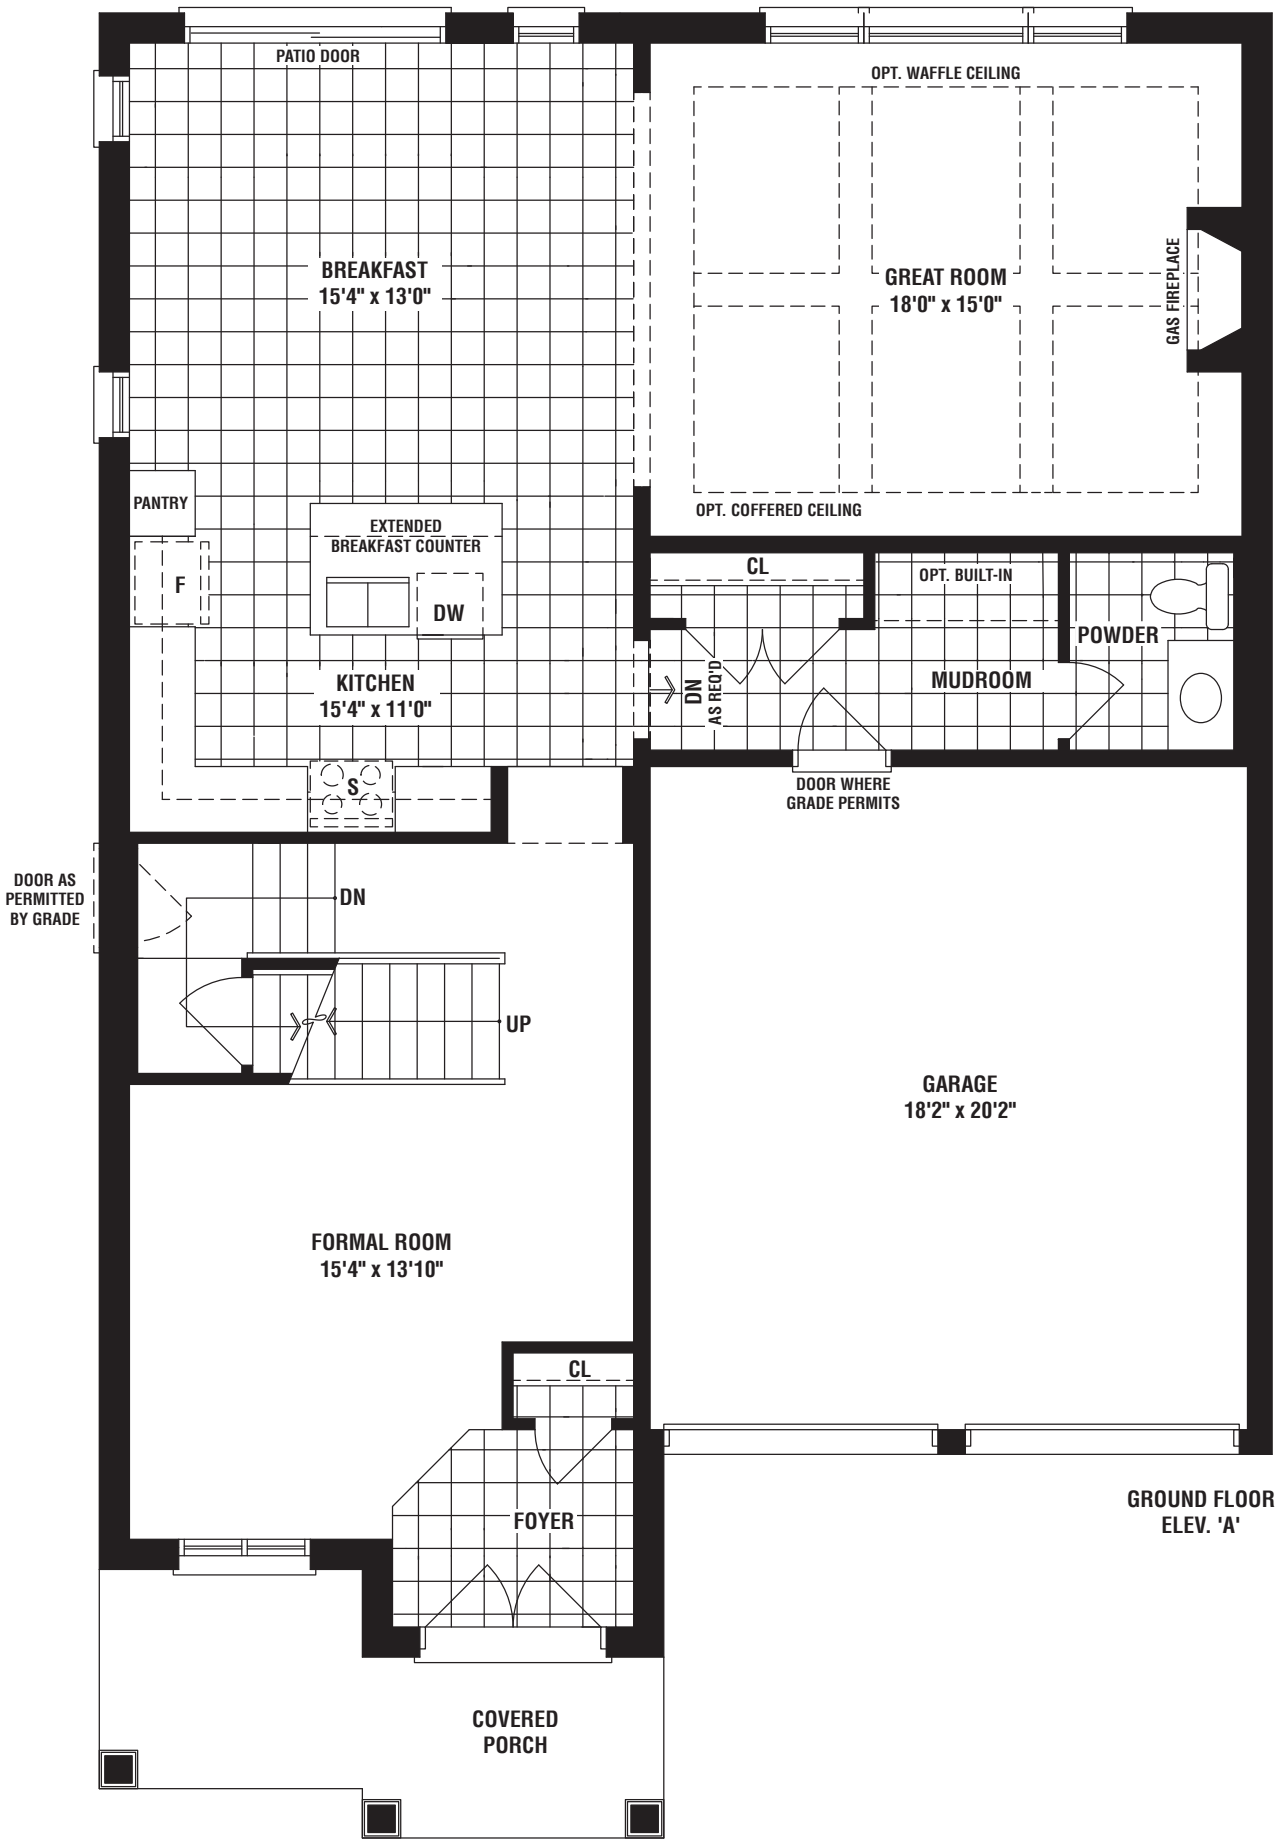 PATIO DOOR
OPT. WAFFLE CEILING
BREAKFAST
15'4" x 13'0"
GREAT ROOM
18'0" x 15'0"
GAS FIREPLACE
PANTRY
OPT. COFFERED CEILING
EXTENDED
BREAKFAST COUNTER
F
DW
CL
OPT. BUILT-IN
POWDER
KITCHEN
15'4" x 11'0"
DN
AS REQ'D
MUDROOM
S
DOOR WHERE
GRADE PERMITS
DOOR AS
PERMITTED
BY GRADE
DN
UP
GARAGE
18'2" x 20'2"
FORMAL ROOM
15'4" x 13'10"
CL
FOYER
GROUND FLOOR
ELEV. 'A'
COVERED
PORCH